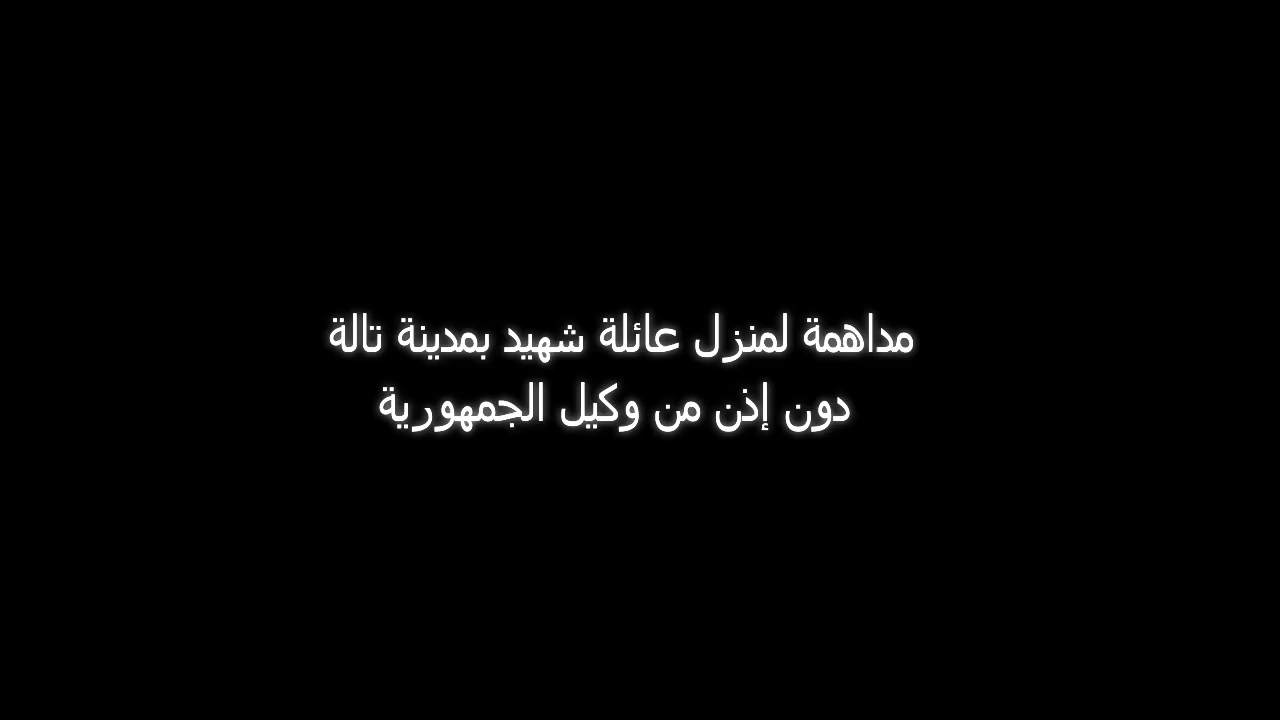 مداهمة لمنزل عائلة شهيد بمدينة تالة
دون إذن من وكيل الجمهورية